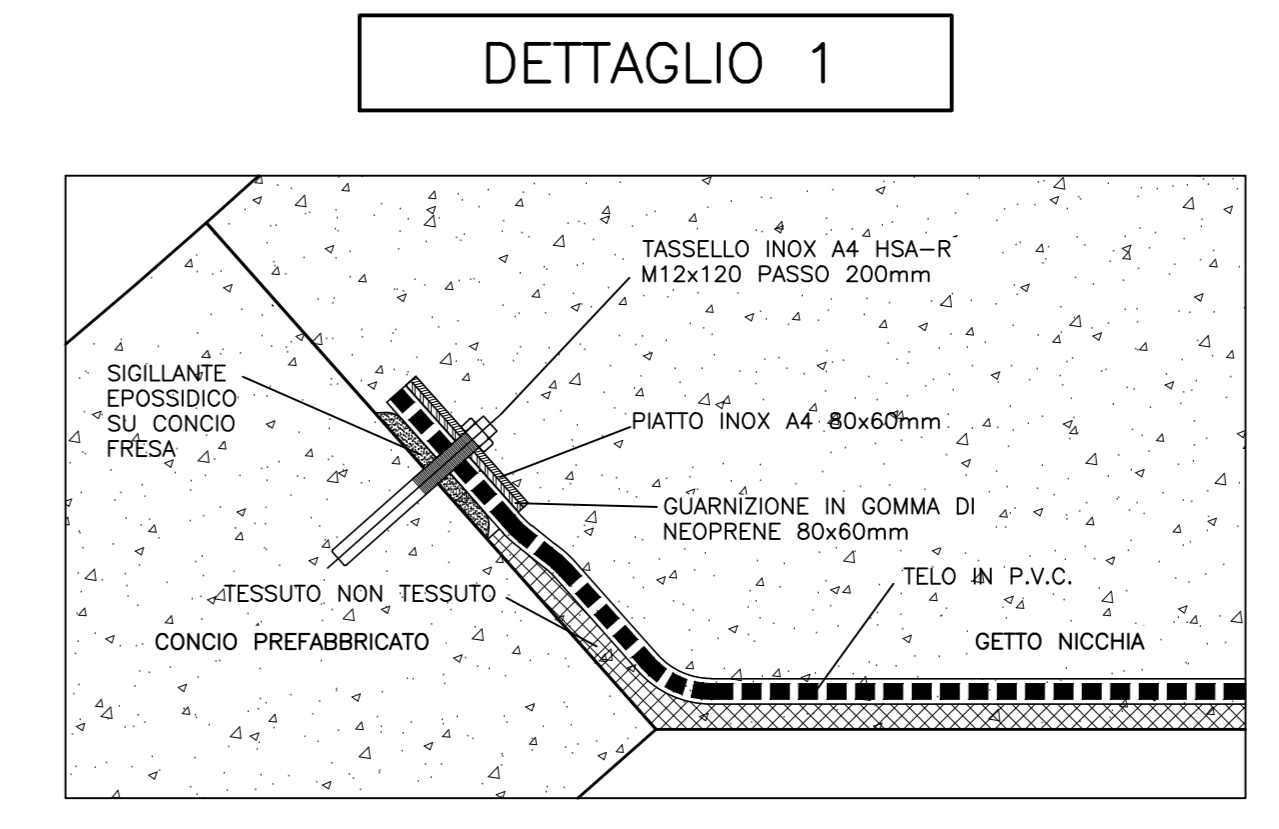 DETTAGLIO 1
TASSELLO INOX A4 HSA-R
M12x120 PASSO 200mm
SIGILLANTE
EPOSSIDICO
SU CONCIO
FRESA
PIATTO INOX A4 80x60mm
GUARNIZIONE IN GOMMA DI
NEOPRENE 80x60mm
TELO IN P.V.C.
TESSUTO NON TESSUTO
CONCIO PREFABBRICATO
GETTO NICCHIA